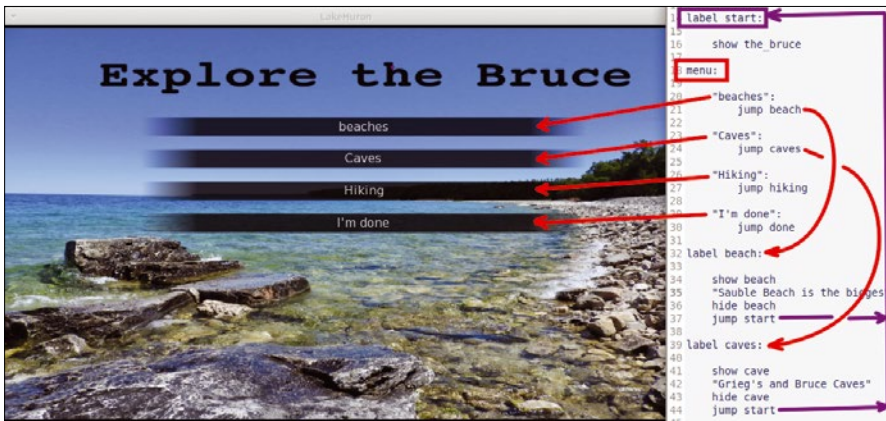 LakeHuron
Explore the Bruce
beaches
Caves
Hiking
I'm done
14 label start:
15
16 show the_bruce
18 menu:
19
20 "beaches":
21 jump beach
22
23 "Caves":
24 jump caves
25
26 "Hiking":
27 jump hiking
28
29 "I'm done":
30 jump done
31
32 label beach:
33
34 show beach
35 "Sauble Beach is the bigges
36 hide beach
37 jump start
38
39 label caves:
40
41 show cave
42 "Grieg's and Bruce Caves"
43 hide cave
44 jump start